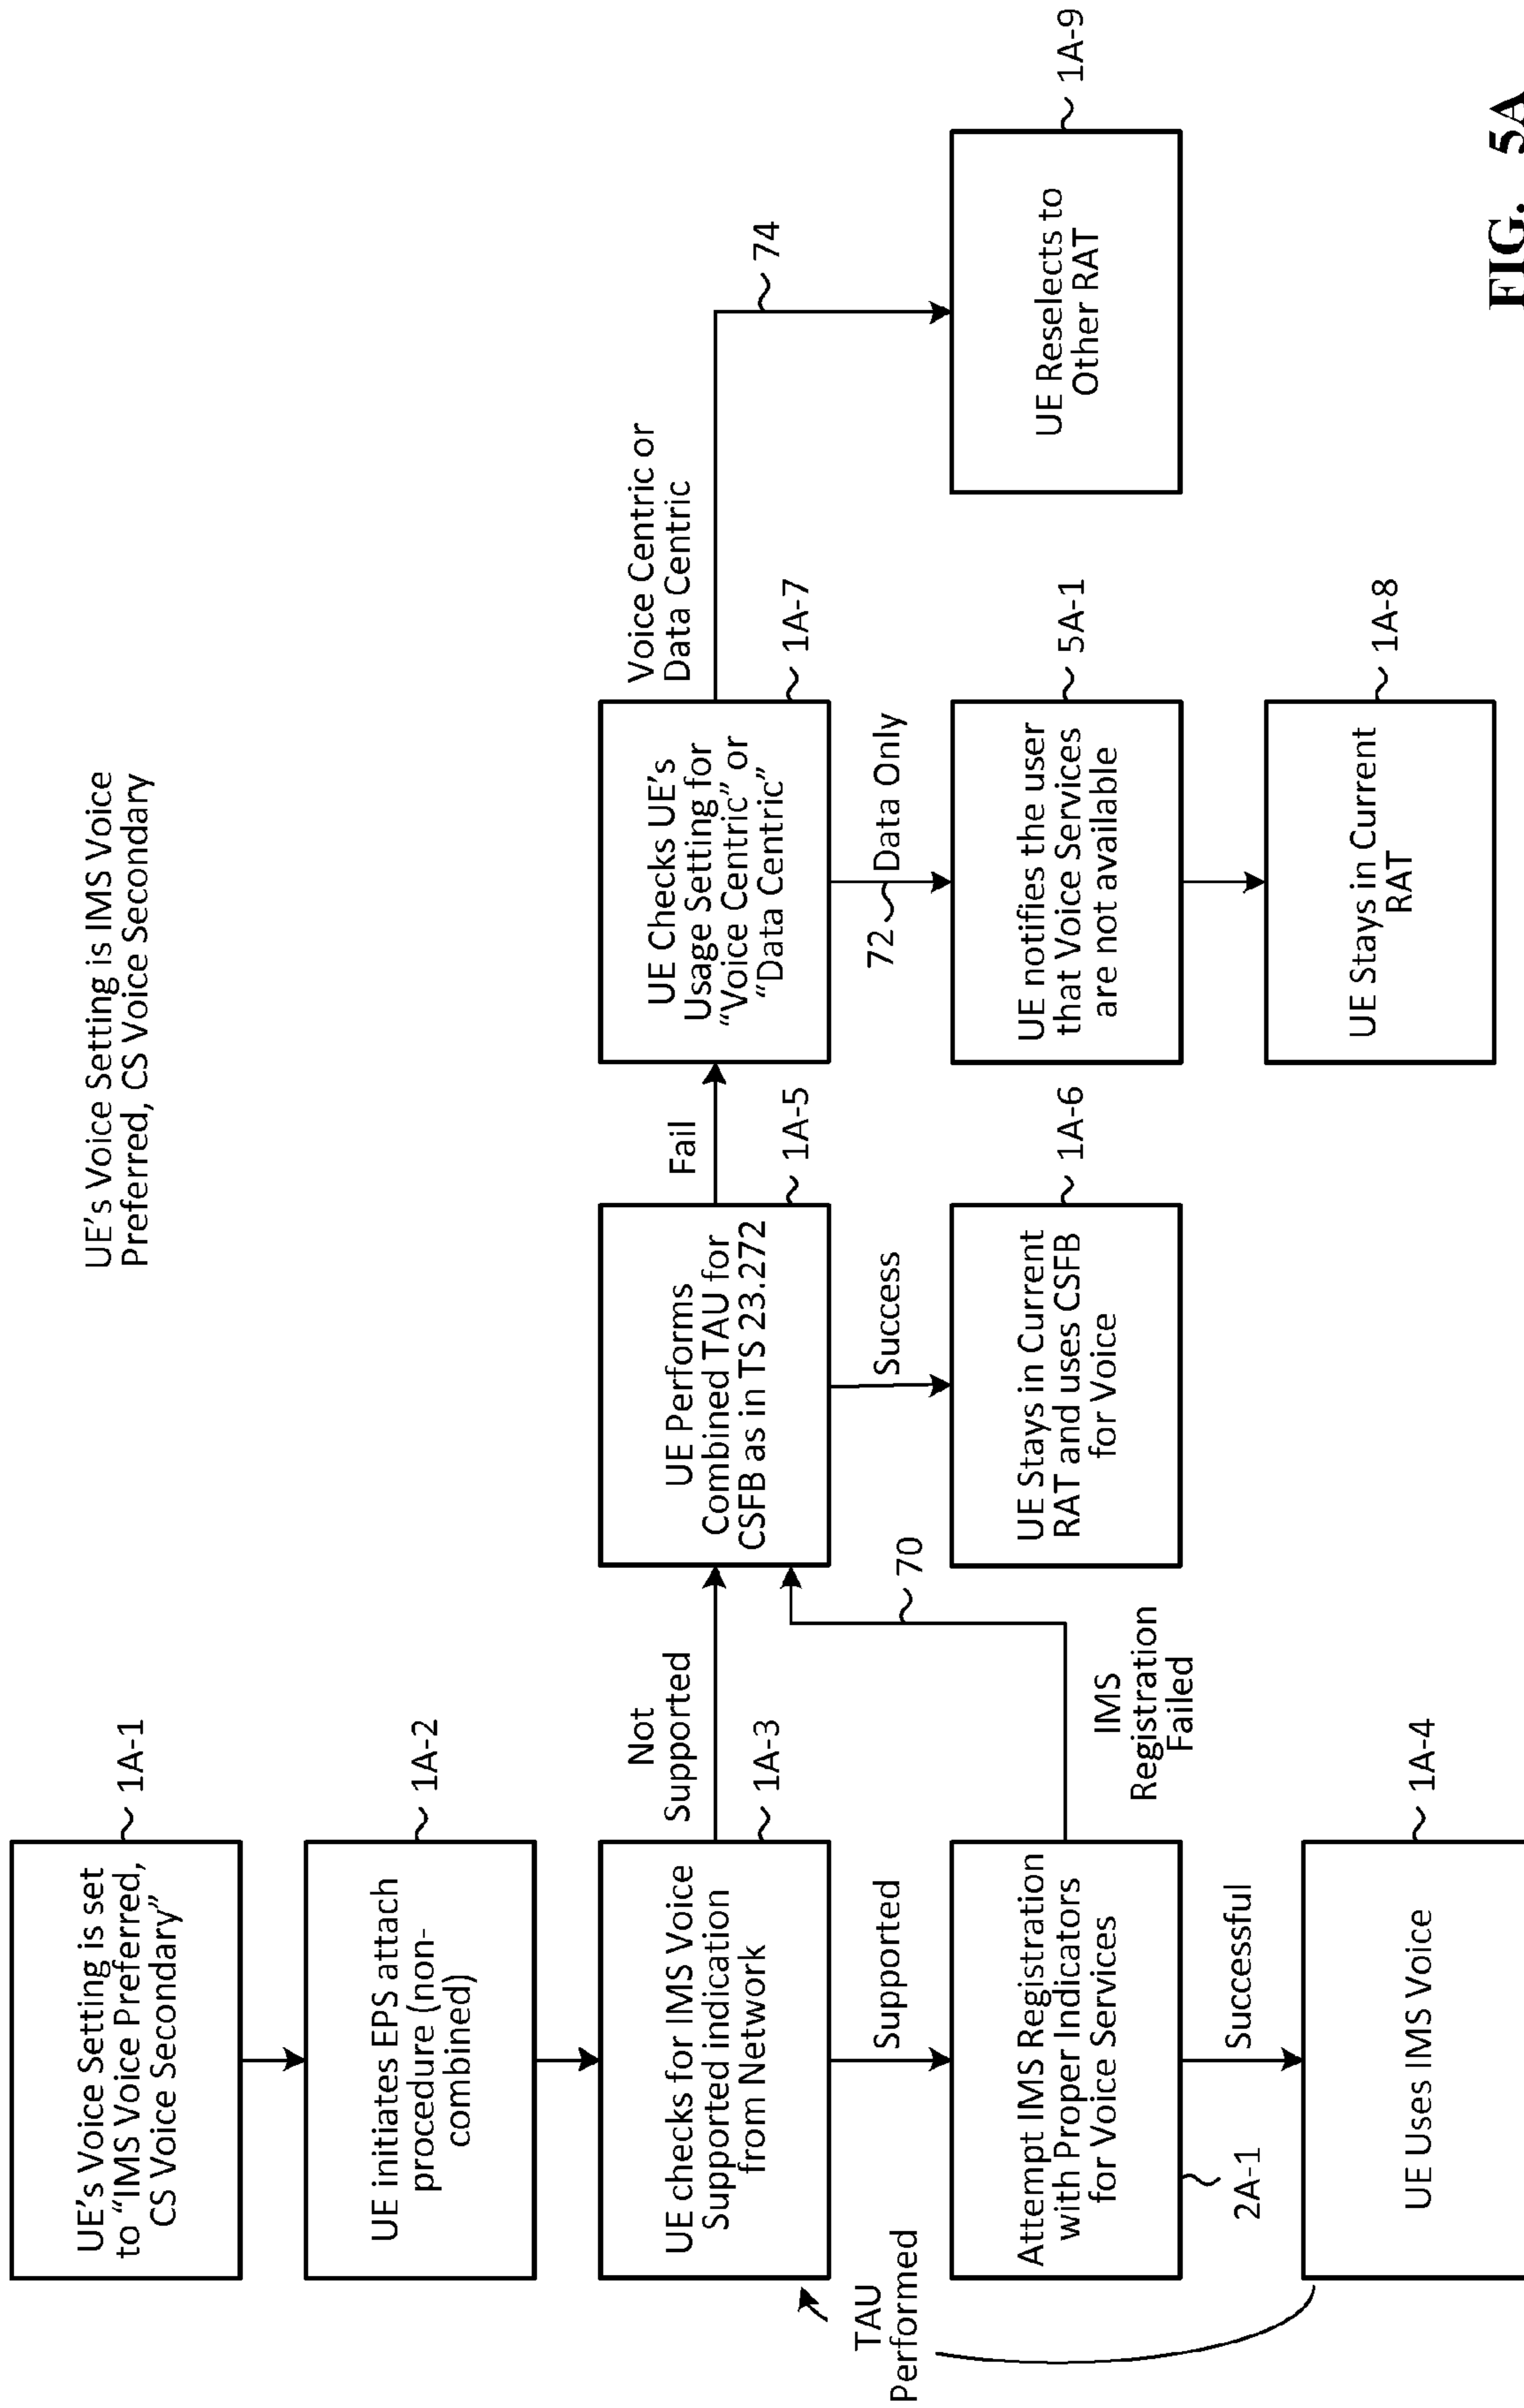 UE's Voice Setting is IMS Voice
Preferred, CS Voice Secondary
UE's Voice Setting is set
to “IMS Voice Preferred,
CS Voice Secondary”
1A-1
UE initiates EPS attach
procedure (non-
combined)
1A-2
UE checks for IMS Voice
Supported indication
from Network
1A-3
Not
Supported
Supported
TAU
Performed
Attempt IMS Registration
with Proper Indicators
for Voice Services
2A-1
IMS
Registration
Failed
70
Successful
UE Uses IMS Voice
1A-4
UE Performs
Combined TAU for
CSFB as in TS 23.272
1A-5
Fail
Success
UE Stays in Current
RAT and uses CSFB
for Voice
1A-6
UE Checks UE's
Usage Setting for
“Voice Centric” or
“Data Centric”
1A-7
Voice Centric or
Data Centric
72
Data Only
74
UE notifies the user
that Voice Services
are not available
5A-1
UE Stays in Current
RAT
1A-8
UE Reselects to
Other RAT
1A-9
FIG. 5A